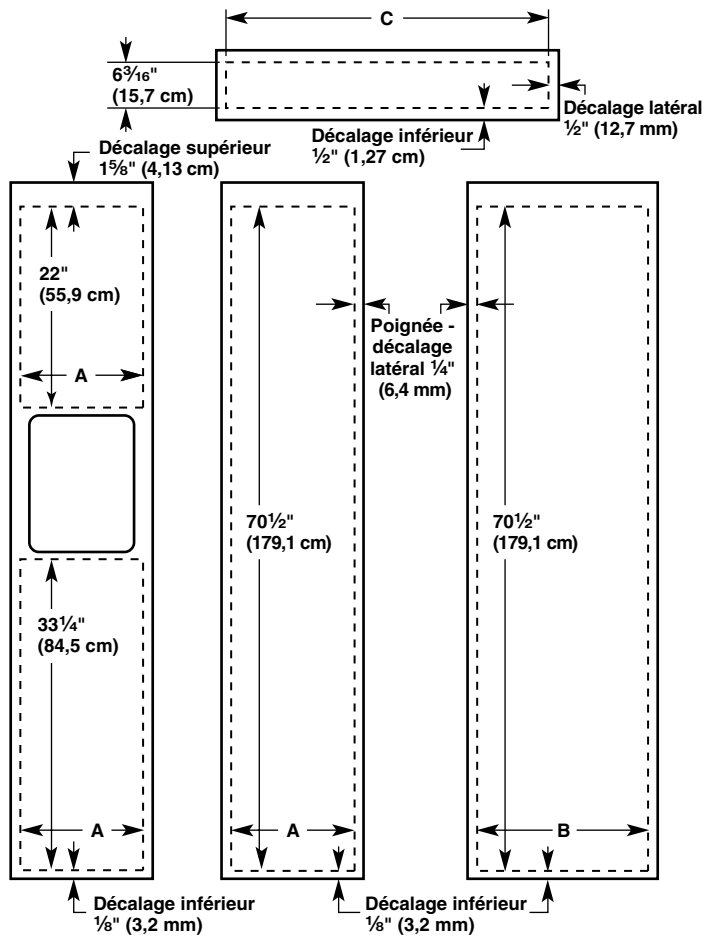 C
6 3⁄16"
(15,7 cm)
Décalage latéral
½" (12,7 mm)
Décalage inférieur
½" (1,27 cm)
Décalage supérieur
1⅝" (4,13 cm)
22"
(55,9 cm)
A
Poignée -
décalage
latéral ¼"
(6,4 mm)
70½"
(179,1 cm)
70½"
(179,1 cm)
33¼"
(84,5 cm)
A
A
B
Décalage inférieur
⅛" (3,2 mm)
Décalage inférieur
⅛" (3,2 mm)